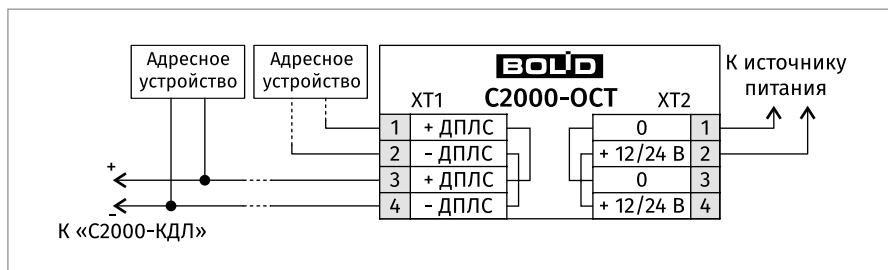 Адресное
устройство
Адресное
устройство
BOLID
С2000-ОСТ
К источнику
питания
XT1
XT2
1 + ДПЛС
2 - ДПЛС
3 + ДПЛС
4 - ДПЛС
0 1
+ 12/24 В 2
0 3
+ 12/24 В 4
+
-
К «С2000-КДЛ»